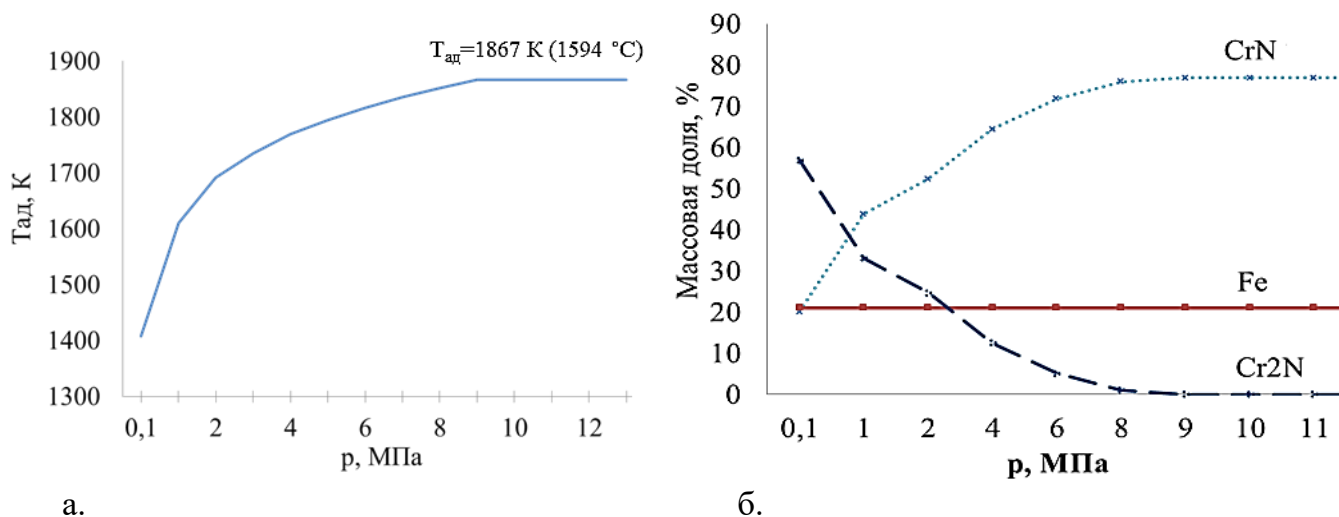 Tад=1867 К (1594 °С)
1900
1800
1700
1600
1500
1400
1300
Тад, К
0,1 2 4 6 8 10 12
р, МПа
а.
90
80
70
60
50
40
30
20
10
0
Массовая доля, %
CrN
Fe
Cr2N
0,1 1 2 4 6 8 9 10 11
р, МПа
б.